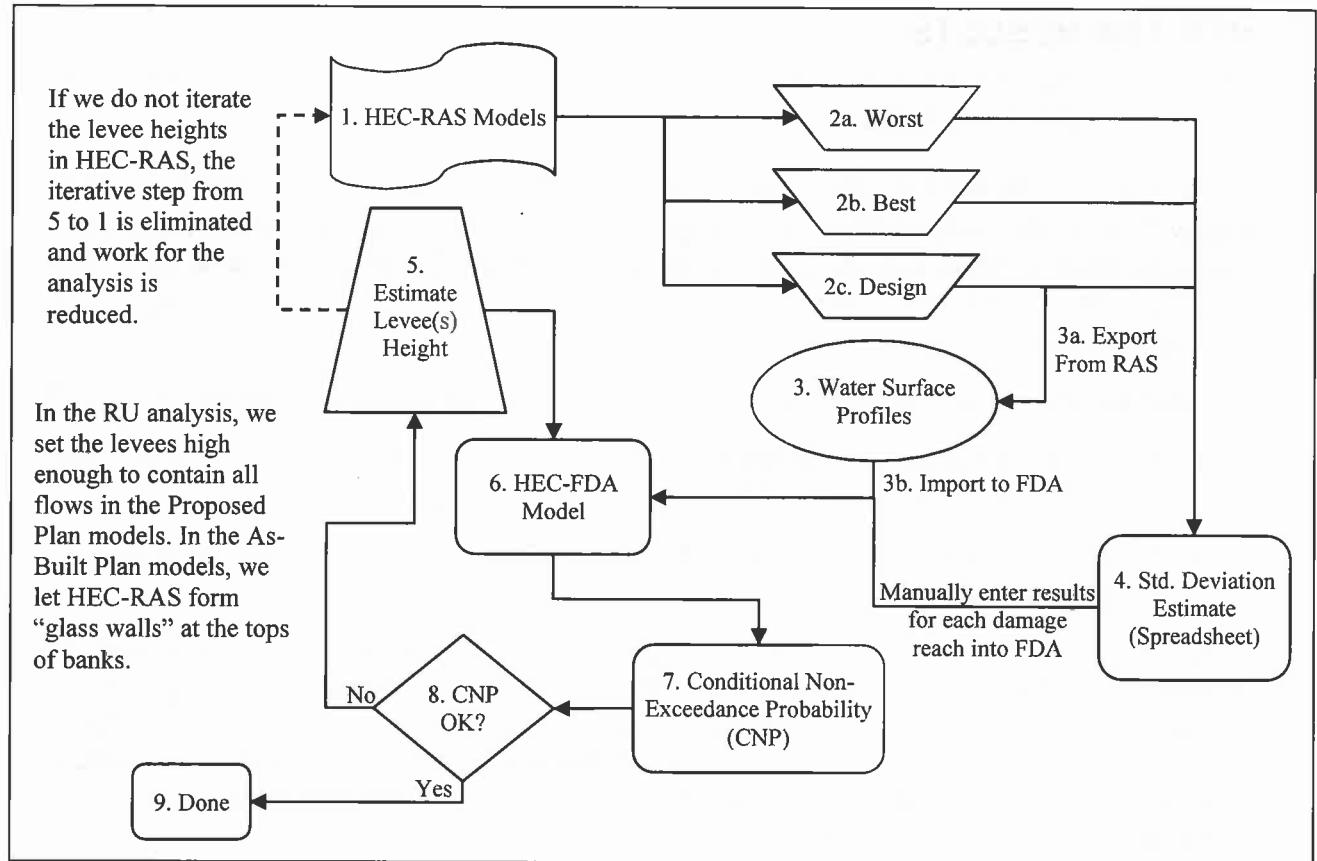 If we do not iterate
the levee heights
in HEC-RAS, the
iterative step from
5 to 1 is eliminated
and work for the
analysis is
reduced.
In the RU analysis, we
set the levees high
enough to contain all
flows in the Proposed
Plan models. In the As-
Built Plan models, we
let HEC-RAS form
“glass walls” at the tops
of banks.
1. HEC-RAS Models
2a. Worst
2b. Best
2c. Design
3a. Export
From RAS
3. Water Surface
Profiles
3b. Import to FDA
4. Std. Deviation
Estimate
(Spreadsheet)
Manually enter results
for each damage
reach into FDA
5.
Estimate
Levee(s)
Height
6. HEC-FDA
Model
7. Conditional Non-
Exceedance Probability
(CNP)
8. CNP
OK?
No
Yes
9. Done